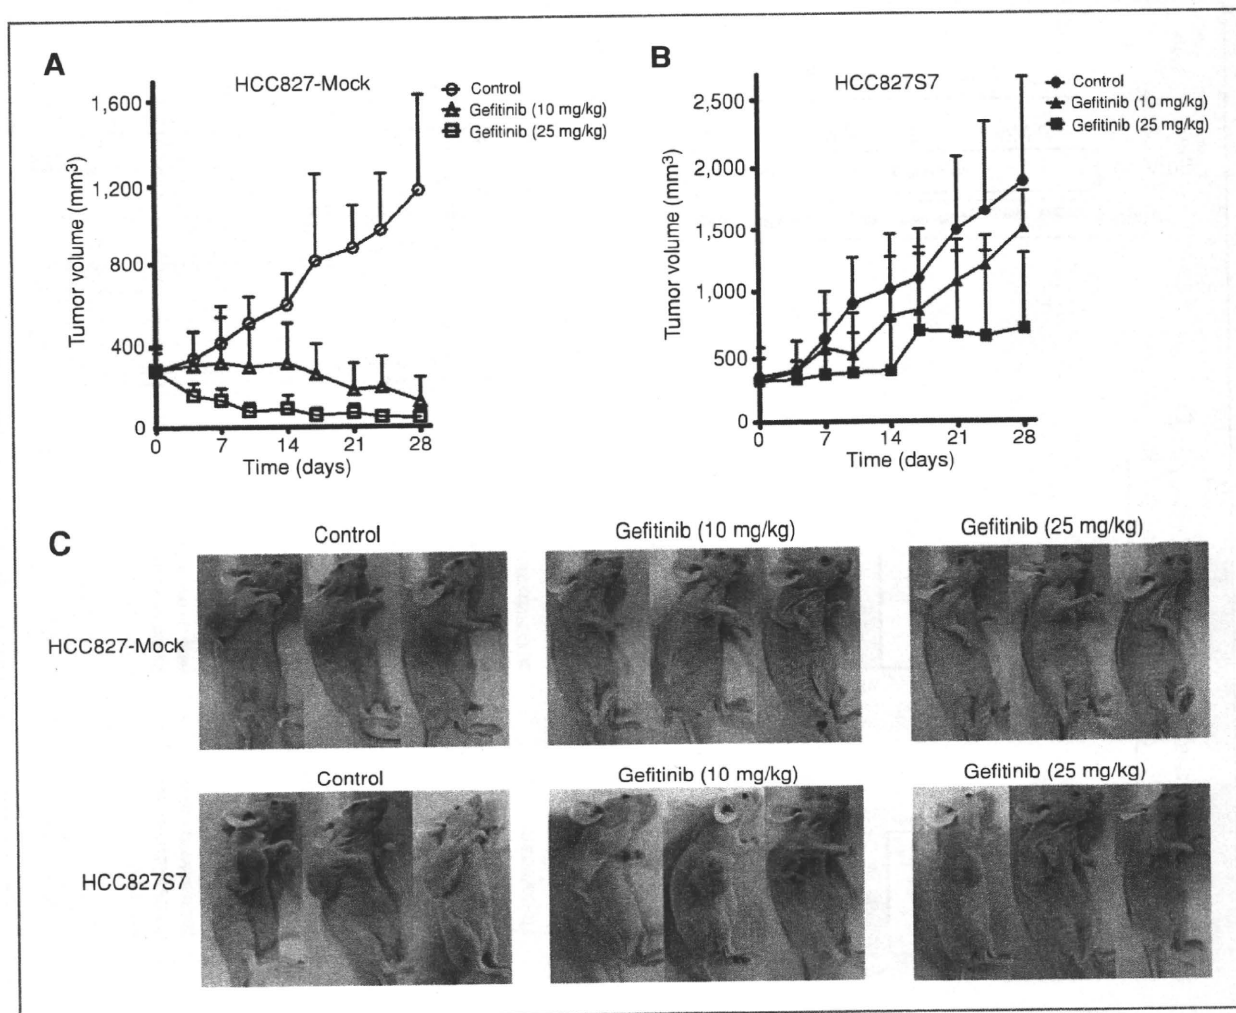 A
HCC827-Mock
Control
Gefitinib (10 mg/kg)
Gefitinib (25 mg/kg)
Tumor volume (mm³)
1,600
1,200
800
400
0
0 7 14 21 28
Time (days)
B
HCC827S7
Control
Gefitinib (10 mg/kg)
Gefitinib (25 mg/kg)
Tumor volume (mm³)
2,500
2,000
1,500
1,000
500
0
0 7 14 21 28
Time (days)
C
Control Gefitinib (10 mg/kg) Gefitinib (25 mg/kg)
HCC827-Mock
Control Gefitinib (10 mg/kg) Gefitinib (25 mg/kg)
HCC827S7